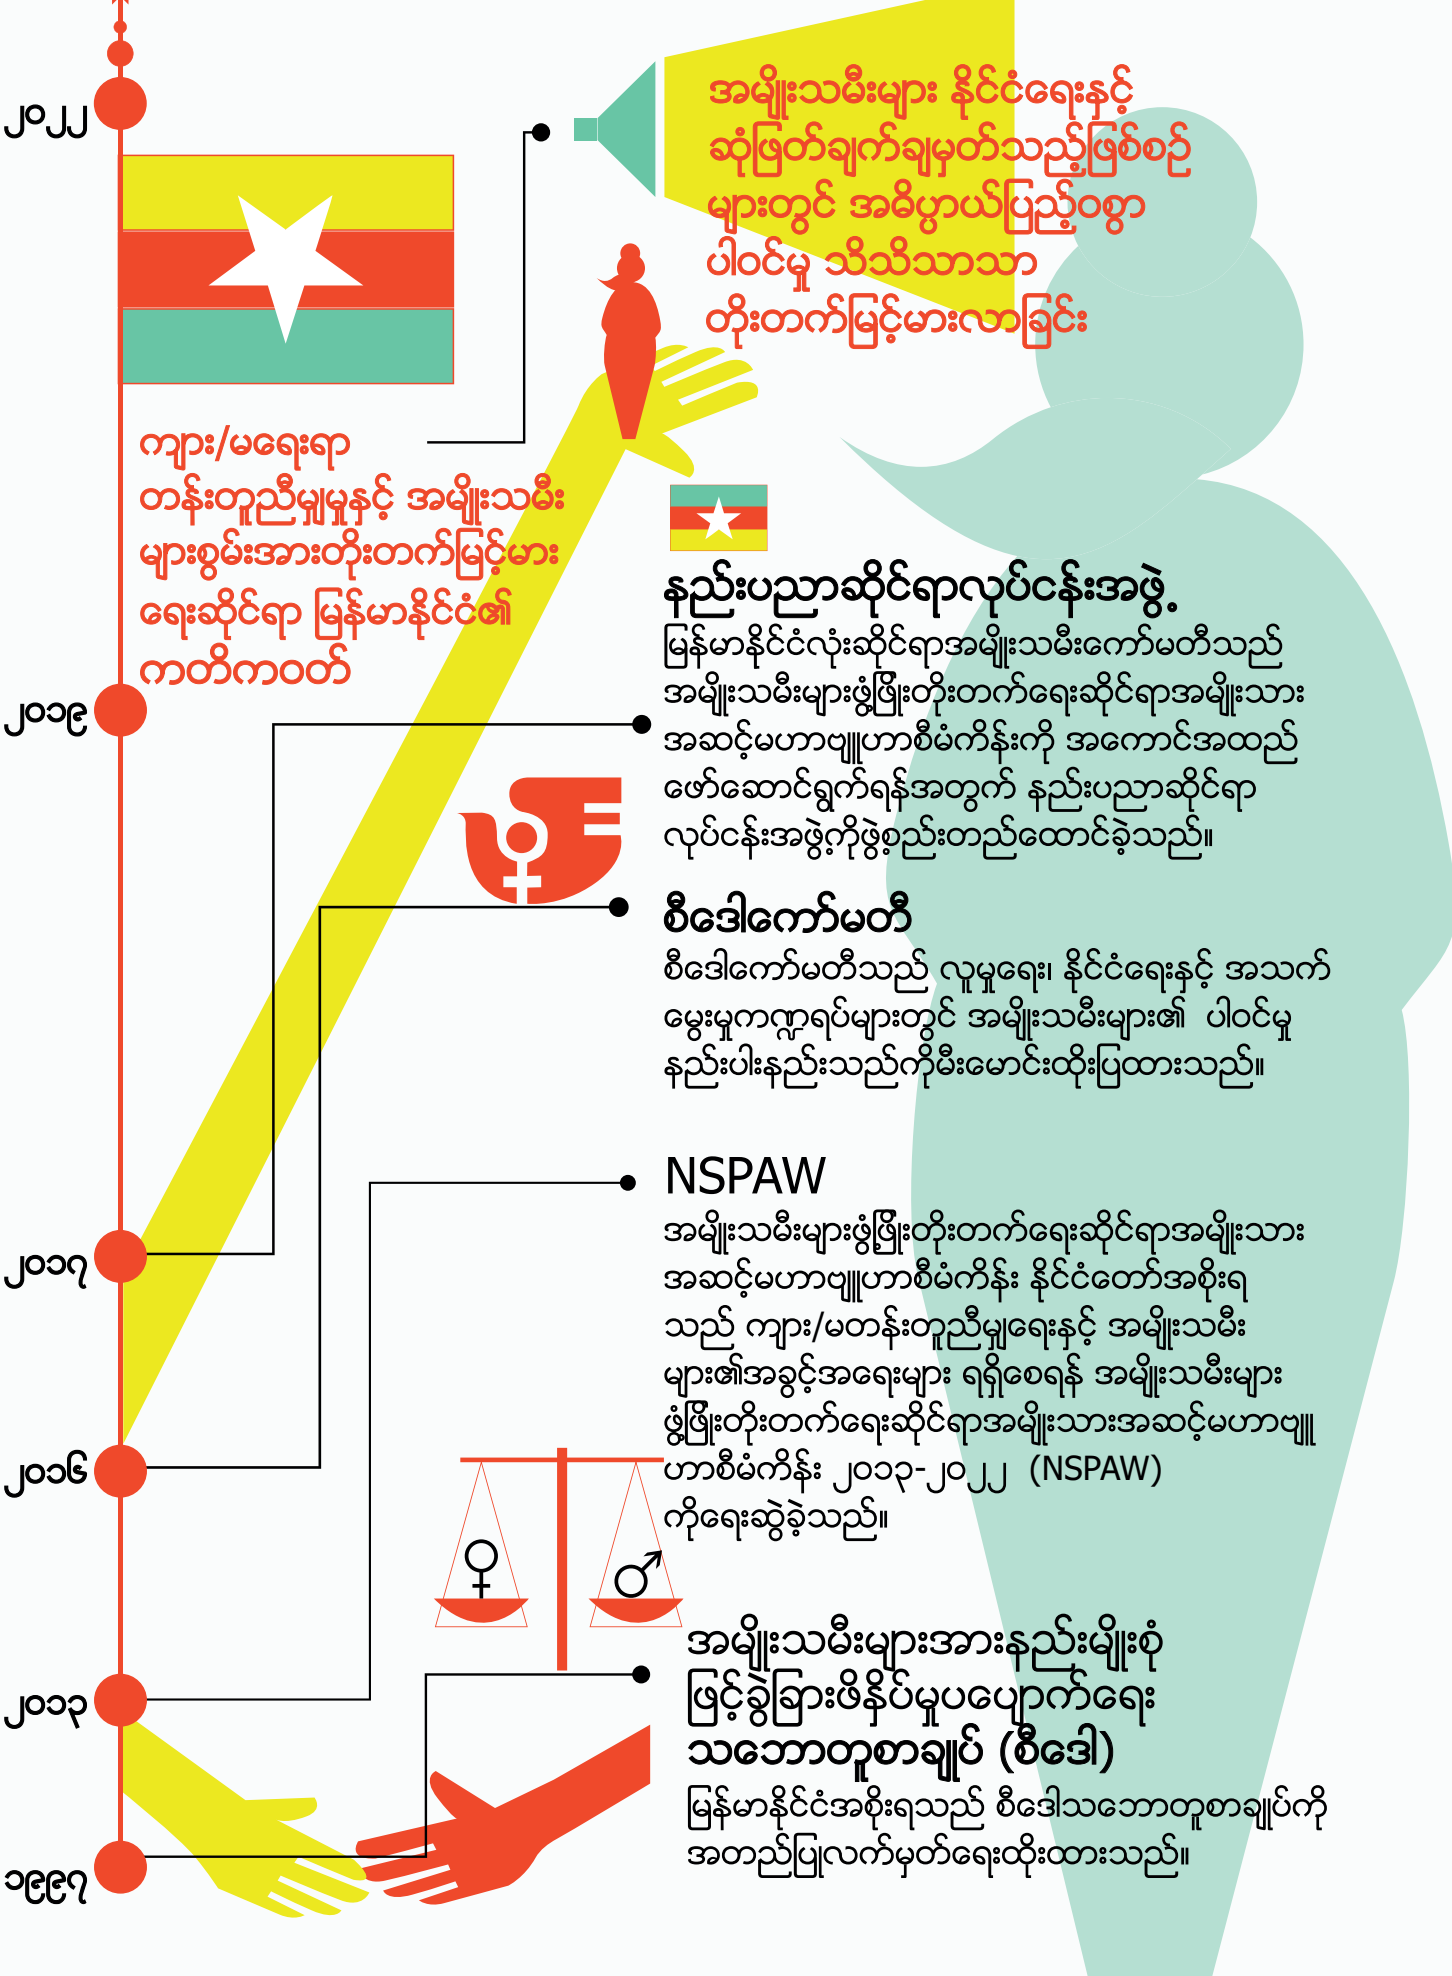 ၂၀၂၂
အမျိုးသမီးများ နိုင်ငံရေးနှင့်
ဆုံးဖြတ်ချက်ချမှတ်သည့်ဖြစ်စဉ်
များတွင် အဓိပ္ပာယ်ပြည့်ဝစွာ
ပါဝင်မှု သိသိသာသာ
တိုးတက်မြင့်မားလာခြင်း
ကျား/မရေးရာ
တန်းတူညီမျှမှုနှင့် အမျိုးသမီး
များစွမ်းအားတိုးတက်မြင့်မား
ရေးဆိုင်ရာ မြန်မာနိုင်ငံ၏
ကတိကဝတ်
၂၀၁၉
နည်းပညာဆိုင်ရာလုပ်ငန်းအဖွဲ့
မြန်မာနိုင်ငံလုံးဆိုင်ရာအမျိုးသမီးကော်မတီသည်
အမျိုးသမီးများဖွံ့ဖြိုးတိုးတက်ရေးဆိုင်ရာအမျိုးသား
အဆင့်မဟာဗျူဟာစီမံကိန်းကို အကောင်အထည်
ဖော်ဆောင်ရွက်ရန်အတွက် နည်းပညာဆိုင်ရာ
လုပ်ငန်းအဖွဲ့ကိုဖွဲ့စည်းတည်ထောင်ခဲ့သည်။
စီဒေါကော်မတီ
စီဒေါကော်မတီသည် လူမှုရေး၊ နိုင်ငံရေးနှင့် အသက်
မွေးမှုကဏ္ဍရပ်များတွင် အမျိုးသမီးများ၏ ပါဝင်မှု
နည်းပါးနည်းသည်ကိုမီးမောင်းထိုးပြထားသည်။
NSPAW
အမျိုးသမီးများဖွံ့ဖြိုးတိုးတက်ရေးဆိုင်ရာအမျိုးသား
အဆင့်မဟာဗျူဟာစီမံကိန်း နိုင်ငံတော်အစိုးရ
သည် ကျား/မတန်းတူညီမျှရေးနှင့် အမျိုးသမီး
များ၏အခွင့်အရေးများ ရရှိစေရန် အမျိုးသမီးများ
ဖွံ့ဖြိုးတိုးတက်ရေးဆိုင်ရာအမျိုးသားအဆင့်မဟာဗျူ
ဟာစီမံကိန်း ၂၀၁၃-၂၀၂၂ (NSPAW)
ကိုရေးဆွဲခဲ့သည်။
၂၀၁၇
၂၀၁၆
၂၀၁၃
အမျိုးသမီးများအားနည်းမျိုးစုံ
ဖြင့်ခွဲခြားဖိနှိပ်မှုပပျောက်ရေး
သဘောတူစာချုပ် (စီဒေါ)
မြန်မာနိုင်ငံအစိုးရသည် စီဒေါသဘောတူစာချုပ်ကို
အတည်ပြုလက်မှတ်ရေးထိုးထားသည်။
၁၉၉၇